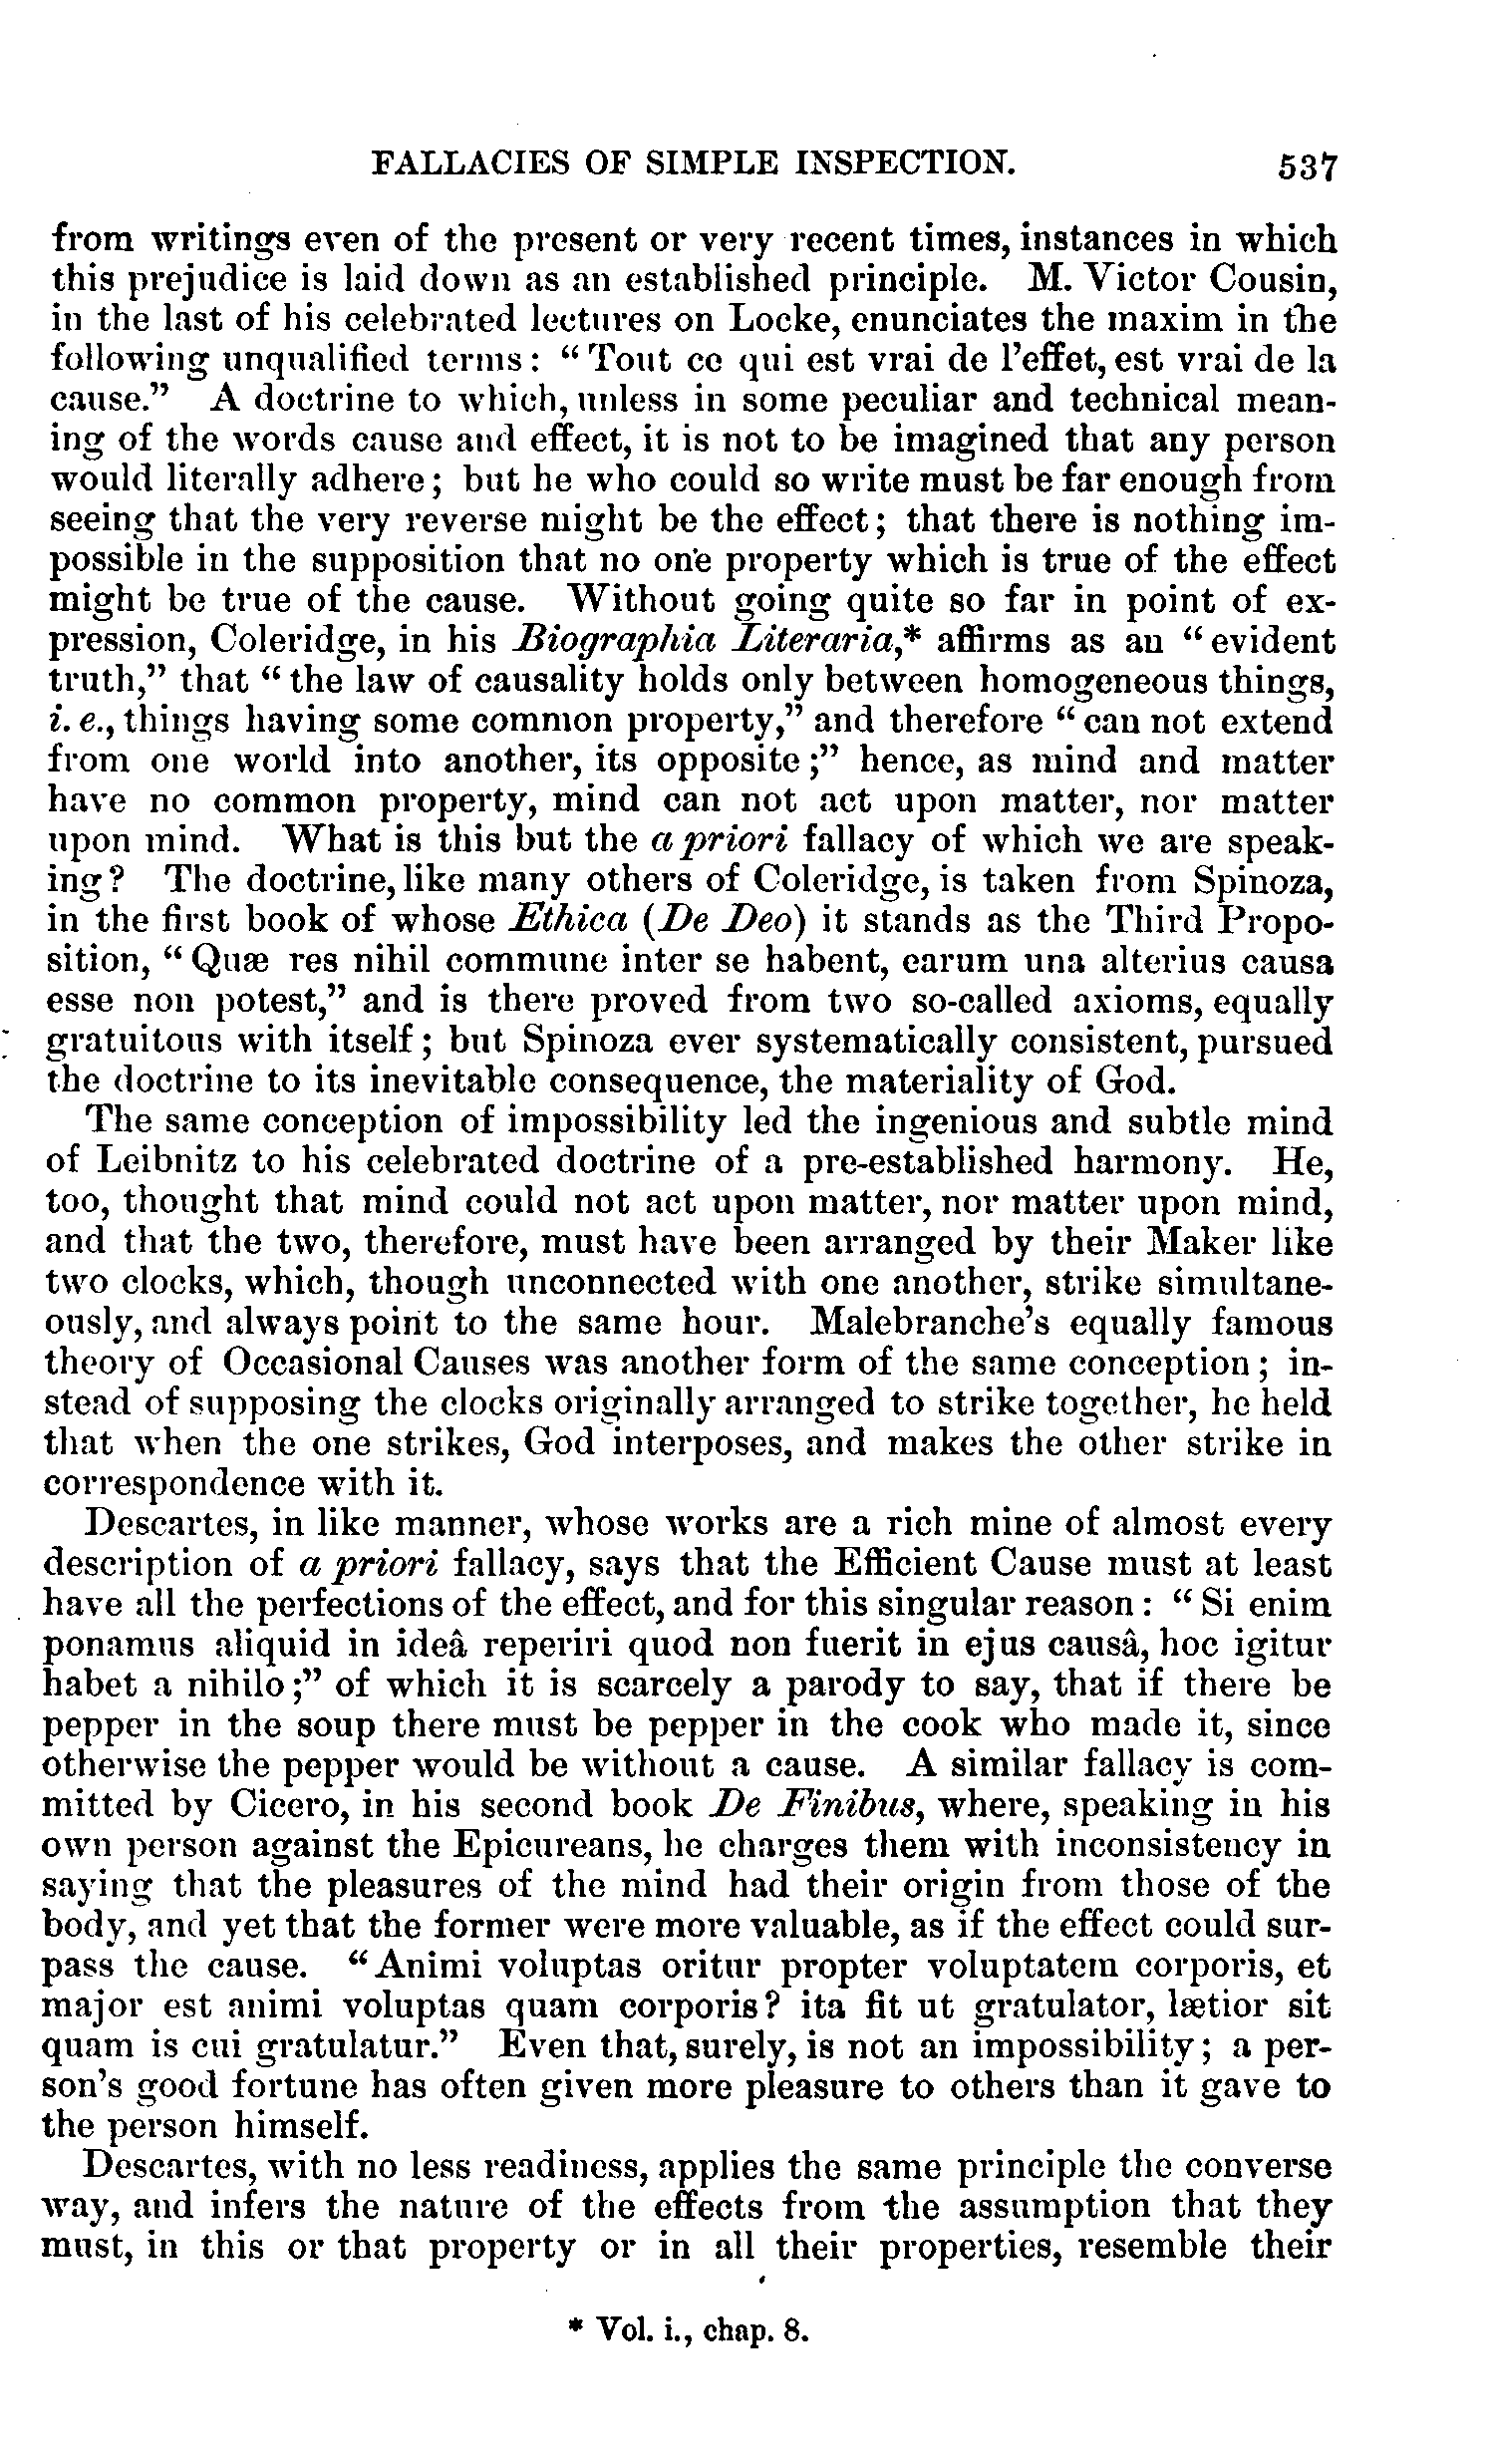 FALLACIES OF SIMPLE INSPECTION. 537
from writings even of the present or very recent times, instances in which
this prejudice is laid down as an established principle. M. Victor Cousin,
in the last of his celebrated lectures on Locke, enunciates the maxim in the
following unqualified terms: “Tout ce qui est vrai de l’effet, est vrai de la
cause.” A doctrine to which, unless in some peculiar and technical mean-
ing of the words cause and effect, it is not to be imagined that any person
would literally adhere; but he who could so write must be far enough from
seeing that the very reverse might be the effect; that there is nothing im-
possible in the supposition that no one property which is true of the effect
might be true of the cause. Without going quite so far in point of ex-
pression, Coleridge, in his Biographia Literaria,* affirms as an “evident
truth,” that “the law of causality holds only between homogeneous things,
i. e., things having some common property,” and therefore “can not extend
from one world into another, its opposite;” hence, as mind and matter
have no common property, mind can not act upon matter, nor matter
upon mind. What is this but the a priori fallacy of which we are speak-
ing? The doctrine, like many others of Coleridge, is taken from Spinoza,
in the first book of whose Ethica (De Deo) it stands as the Third Propo-
sition, “Quæ res nihil commune inter se habent, earum una alterius causa
esse non potest,” and is there proved from two so-called axioms, equally
gratuitous with itself; but Spinoza ever systematically consistent, pursued
the doctrine to its inevitable consequence, the materiality of God.
The same conception of impossibility led the ingenious and subtle mind
of Leibnitz to his celebrated doctrine of a pre-established harmony. He,
too, thought that mind could not act upon matter, nor matter upon mind,
and that the two, therefore, must have been arranged by their Maker like
two clocks, which, though unconnected with one another, strike simultane-
ously, and always point to the same hour. Malebranche’s equally famous
theory of Occasional Causes was another form of the same conception; in-
stead of supposing the clocks originally arranged to strike together, he held
that when the one strikes, God interposes, and makes the other strike in
correspondence with it.
Descartes, in like manner, whose works are a rich mine of almost every
description of a priori fallacy, says that the Efficient Cause must at least
have all the perfections of the effect, and for this singular reason: “Si enim
ponamus aliquid in ideâ reperiri quod non fuerit in ejus causâ, hoc igitur
habet a nihilo;” of which it is scarcely a parody to say, that if there be
pepper in the soup there must be pepper in the cook who made it, since
otherwise the pepper would be without a cause. A similar fallacy is com-
mitted by Cicero, in his second book De Finibus, where, speaking in his
own person against the Epicureans, he charges them with inconsistency in
saying that the pleasures of the mind had their origin from those of the
body, and yet that the former were more valuable, as if the effect could sur-
pass the cause. “Animi voluptas oritur propter voluptatem corporis, et
major est animi voluptas quam corporis? ita fit ut gratulator, lætior sit
quam is cui gratulatur.” Even that, surely, is not an impossibility; a per-
son’s good fortune has often given more pleasure to others than it gave to
the person himself.
Descartes, with no less readiness, applies the same principle the converse
way, and infers the nature of the effects from the assumption that they
must, in this or that property or in all their properties, resemble their
* Vol. i., chap. 8.